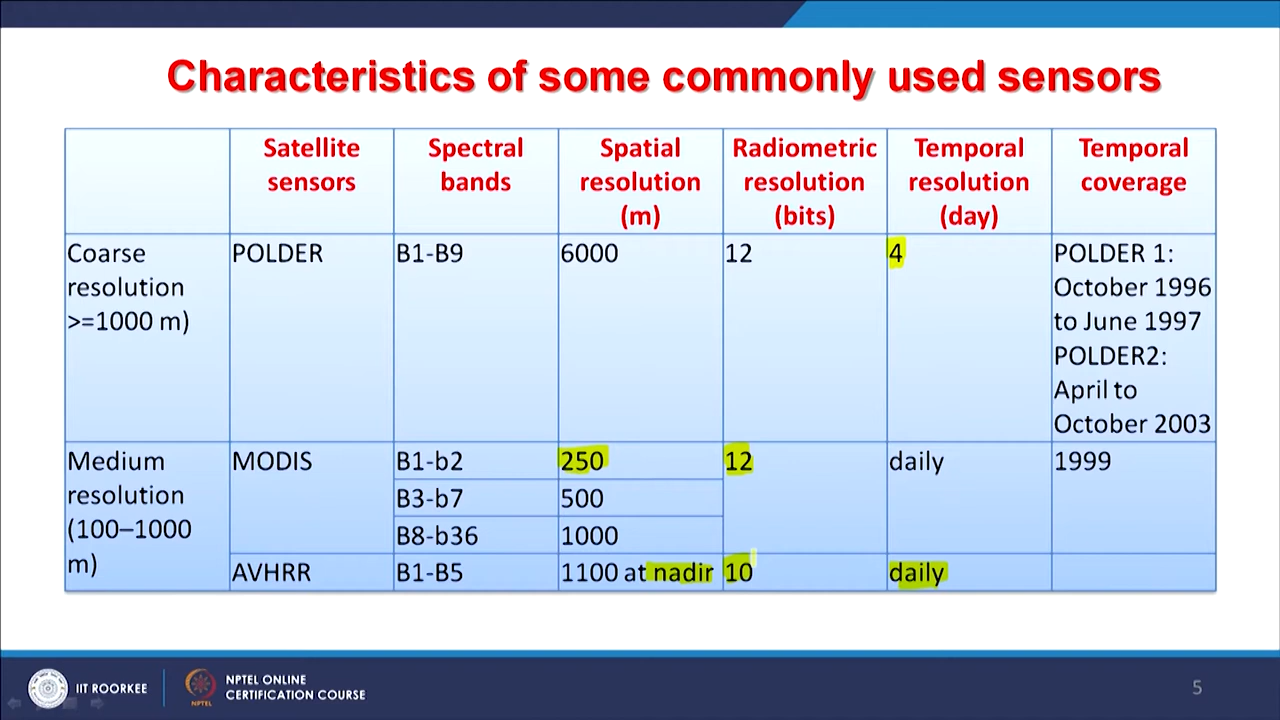 Characteristics of some commonly used sensors
Satellite sensors
Spectral bands
Spatial resolution (m)
Radiometric resolution (bits)
Temporal resolution (day)
Temporal coverage
Coarse resolution >=1000 m)
POLDER
B1-B9
6000
12
4
POLDER 1: October 1996 to June 1997 POLDER2: April to October 2003
Medium resolution (100–1000 m)
MODIS
B1-b2
250
12
daily
1999
B3-b7
500
B8-b36
1000
AVHRR
B1-B5
1100 at nadir
10
daily
IIT ROORKEE
NPTEL
NPTEL ONLINE
CERTIFICATION COURSE
5